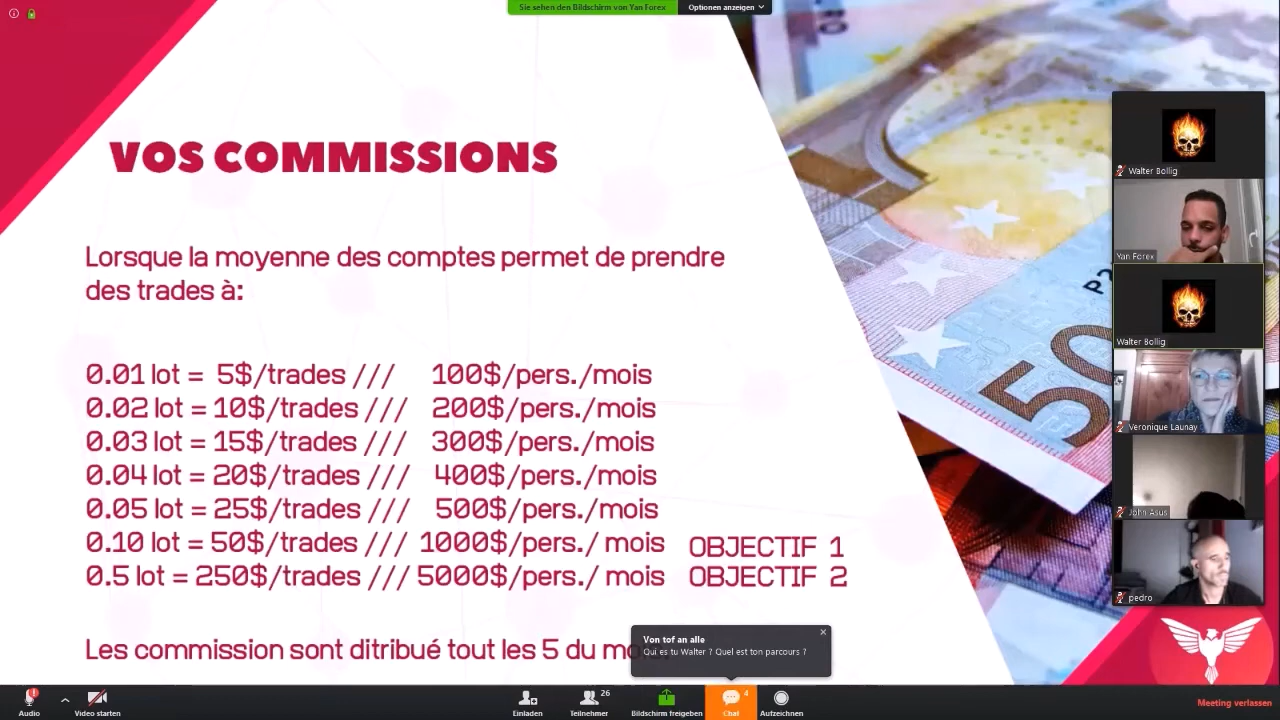 Sie sehen den Bildschirm von Yan Forex
Optionen anzeigen
VOS COMMISSIONS
Lorsque la moyenne des comptes permet de prendre
des trades à:
0.01 lot = 5$/trades /// 100$/pers./mois
0.02 lot = 10$/trades /// 200$/pers./mois
0.03 lot = 15$/trades /// 300$/pers./mois
0.04 lot = 20$/trades /// 400$/pers./mois
0.05 lot = 25$/trades /// 500$/pers./mois
0.10 lot = 50$/trades /// 1000$/pers./ mois OBJECTIF 1
0.5 lot = 250$/trades /// 5000$/pers./ mois OBJECTIF 2
Les commission sont ditribué tout les 5 du
Von tof an alle
Qui es tu Walter ? Quel est ton parcours ?
Walter Bollig
Yan Forex
Walter Bollig
Veronique Launay
John Asus
pedro
50
Audio
Video starten
Einladen
26
Teilnehmer
Bildschirm freigeben
4
Chat
Aufzeichnen
Meeting verlassen